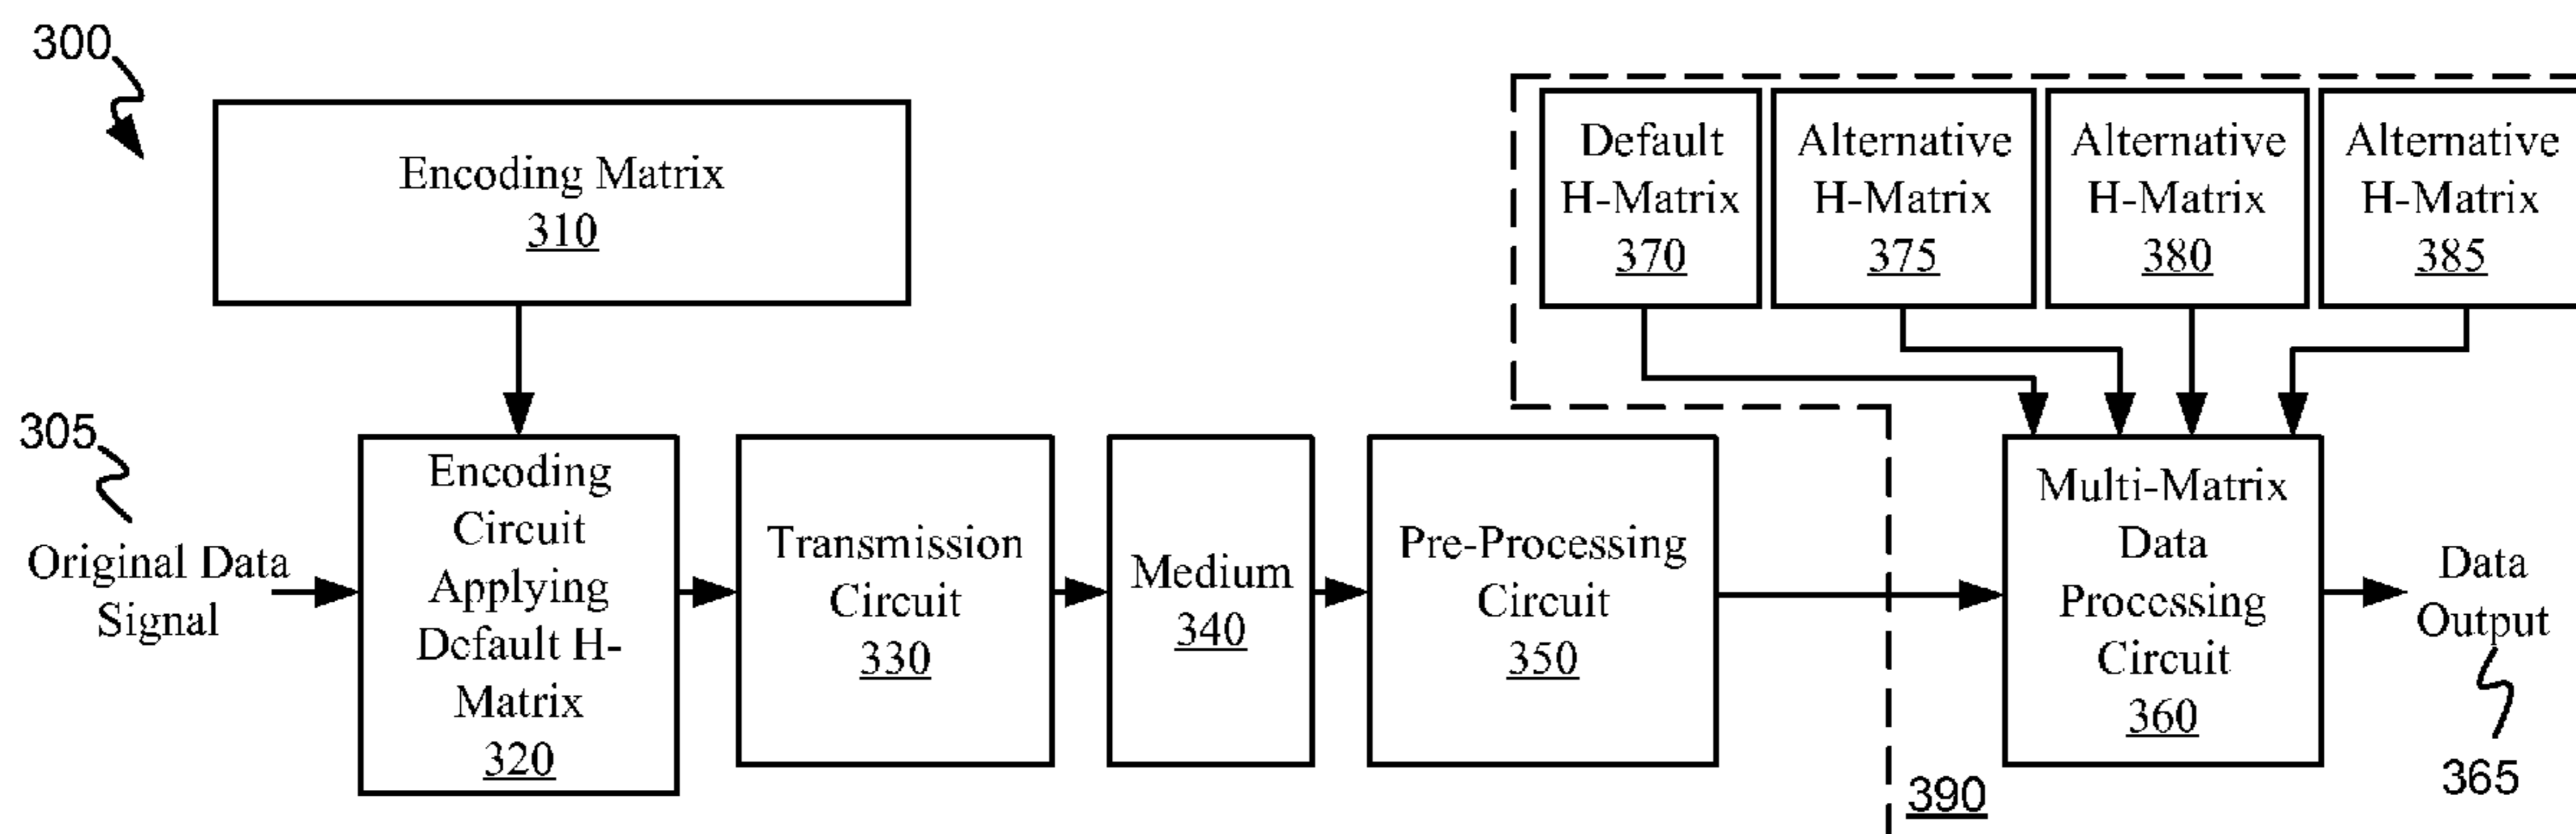 300
Encoding Matrix
310
Default
H-Matrix
370
Alternative
H-Matrix
375
Alternative
H-Matrix
380
Alternative
H-Matrix
385
305
Original Data
Signal
Encoding
Circuit
Applying
Default H-
Matrix
320
Transmission
Circuit
330
Medium
340
Pre-Processing
Circuit
350
Multi-Matrix
Data
Processing
Circuit
360
Data
Output
365
390